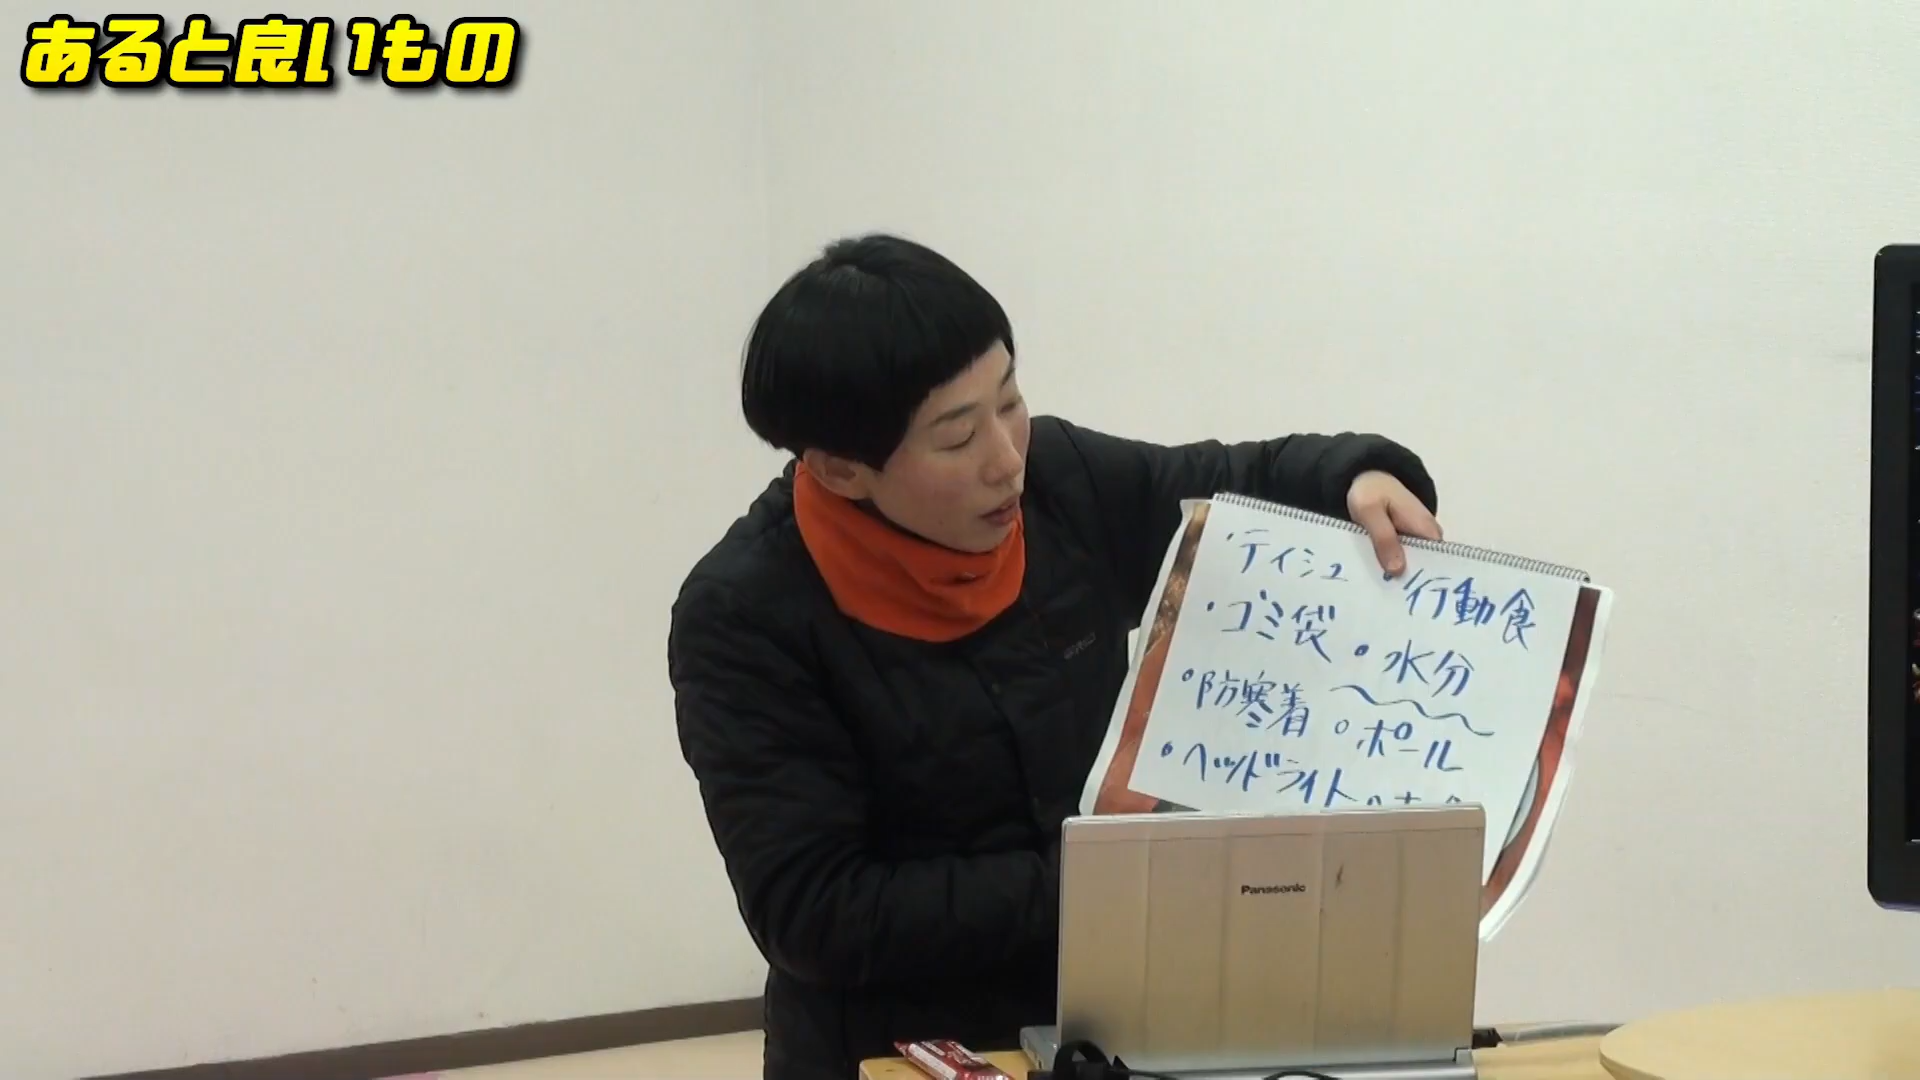 あると良いもの
・ティシュ
・ゴミ袋
・防寒着
・ヘッドライト
・行動食
・水分
・ポール
Panasonic